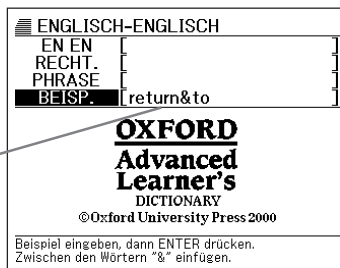 ENGLISCH-ENGLISCH
EN EN [ ]
RECHT. [ ]
PHRASE [ ]
BEISP. [return&to ]
OXFORD
Advanced
Learner's
DICTIONARY
©Oxford University Press 2000
Beispiel eingeben, dann ENTER drücken.
Zwischen den Wörtern "&" einfügen.